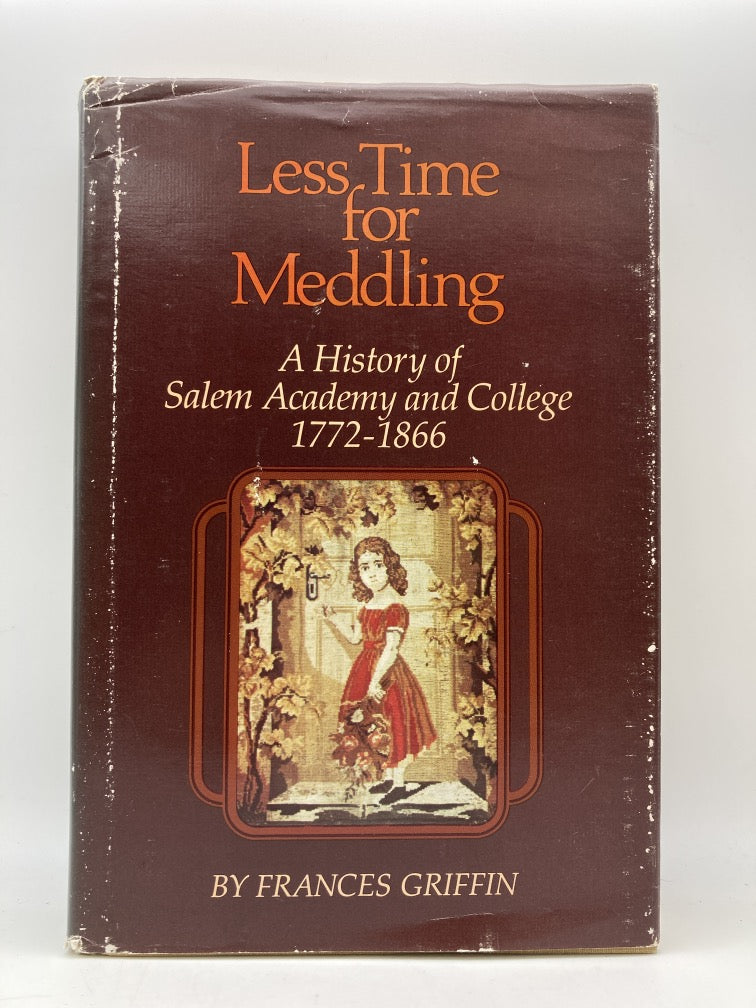 Less Time
for
Meddling
A History of
Salem Academy and College
1772-1866
BY FRANCES GRIFFIN